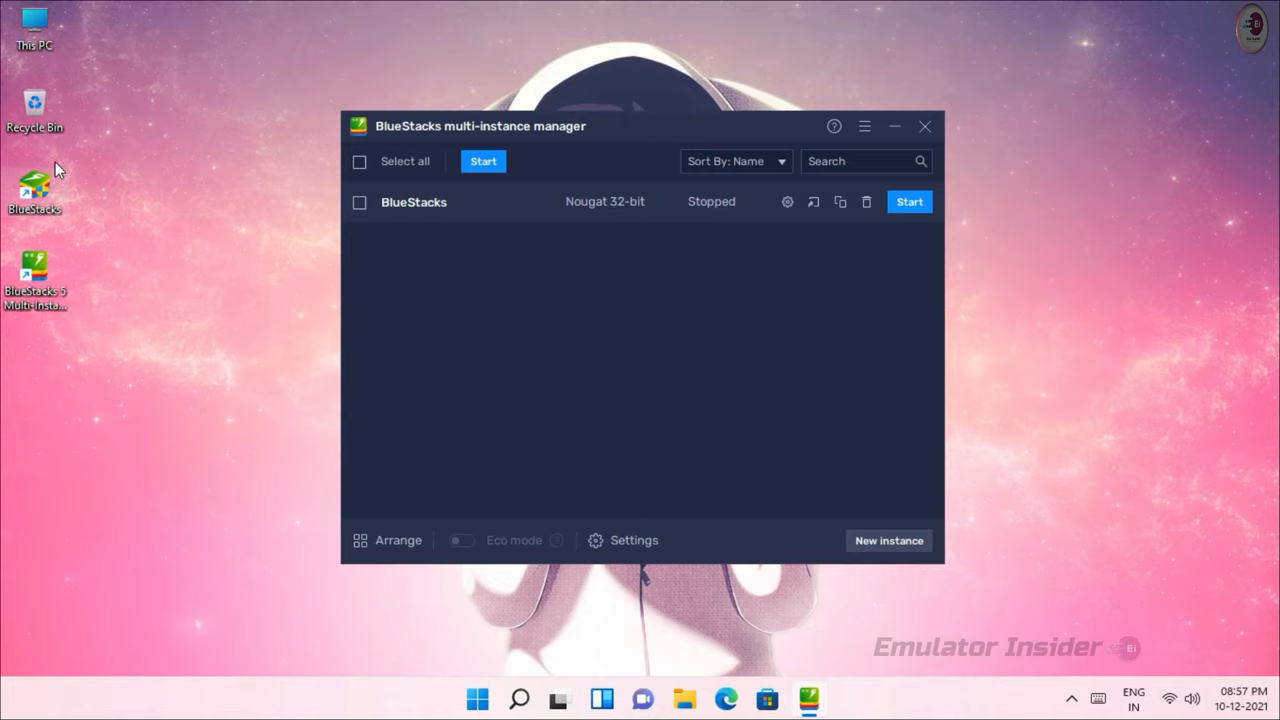 This PC
Recycle Bin
BlueStacks
BlueStacks 5
Multi-Insta...
BlueStacks multi-instance manager
Select all
Start
Sort By: Name
Search
BlueStacks
Nougat 32-bit
Stopped
Start
Arrange
Eco mode
Settings
New instance
Emulator Insider
Ei
ENG
IN
08:57 PM
10-12-2021
Ei